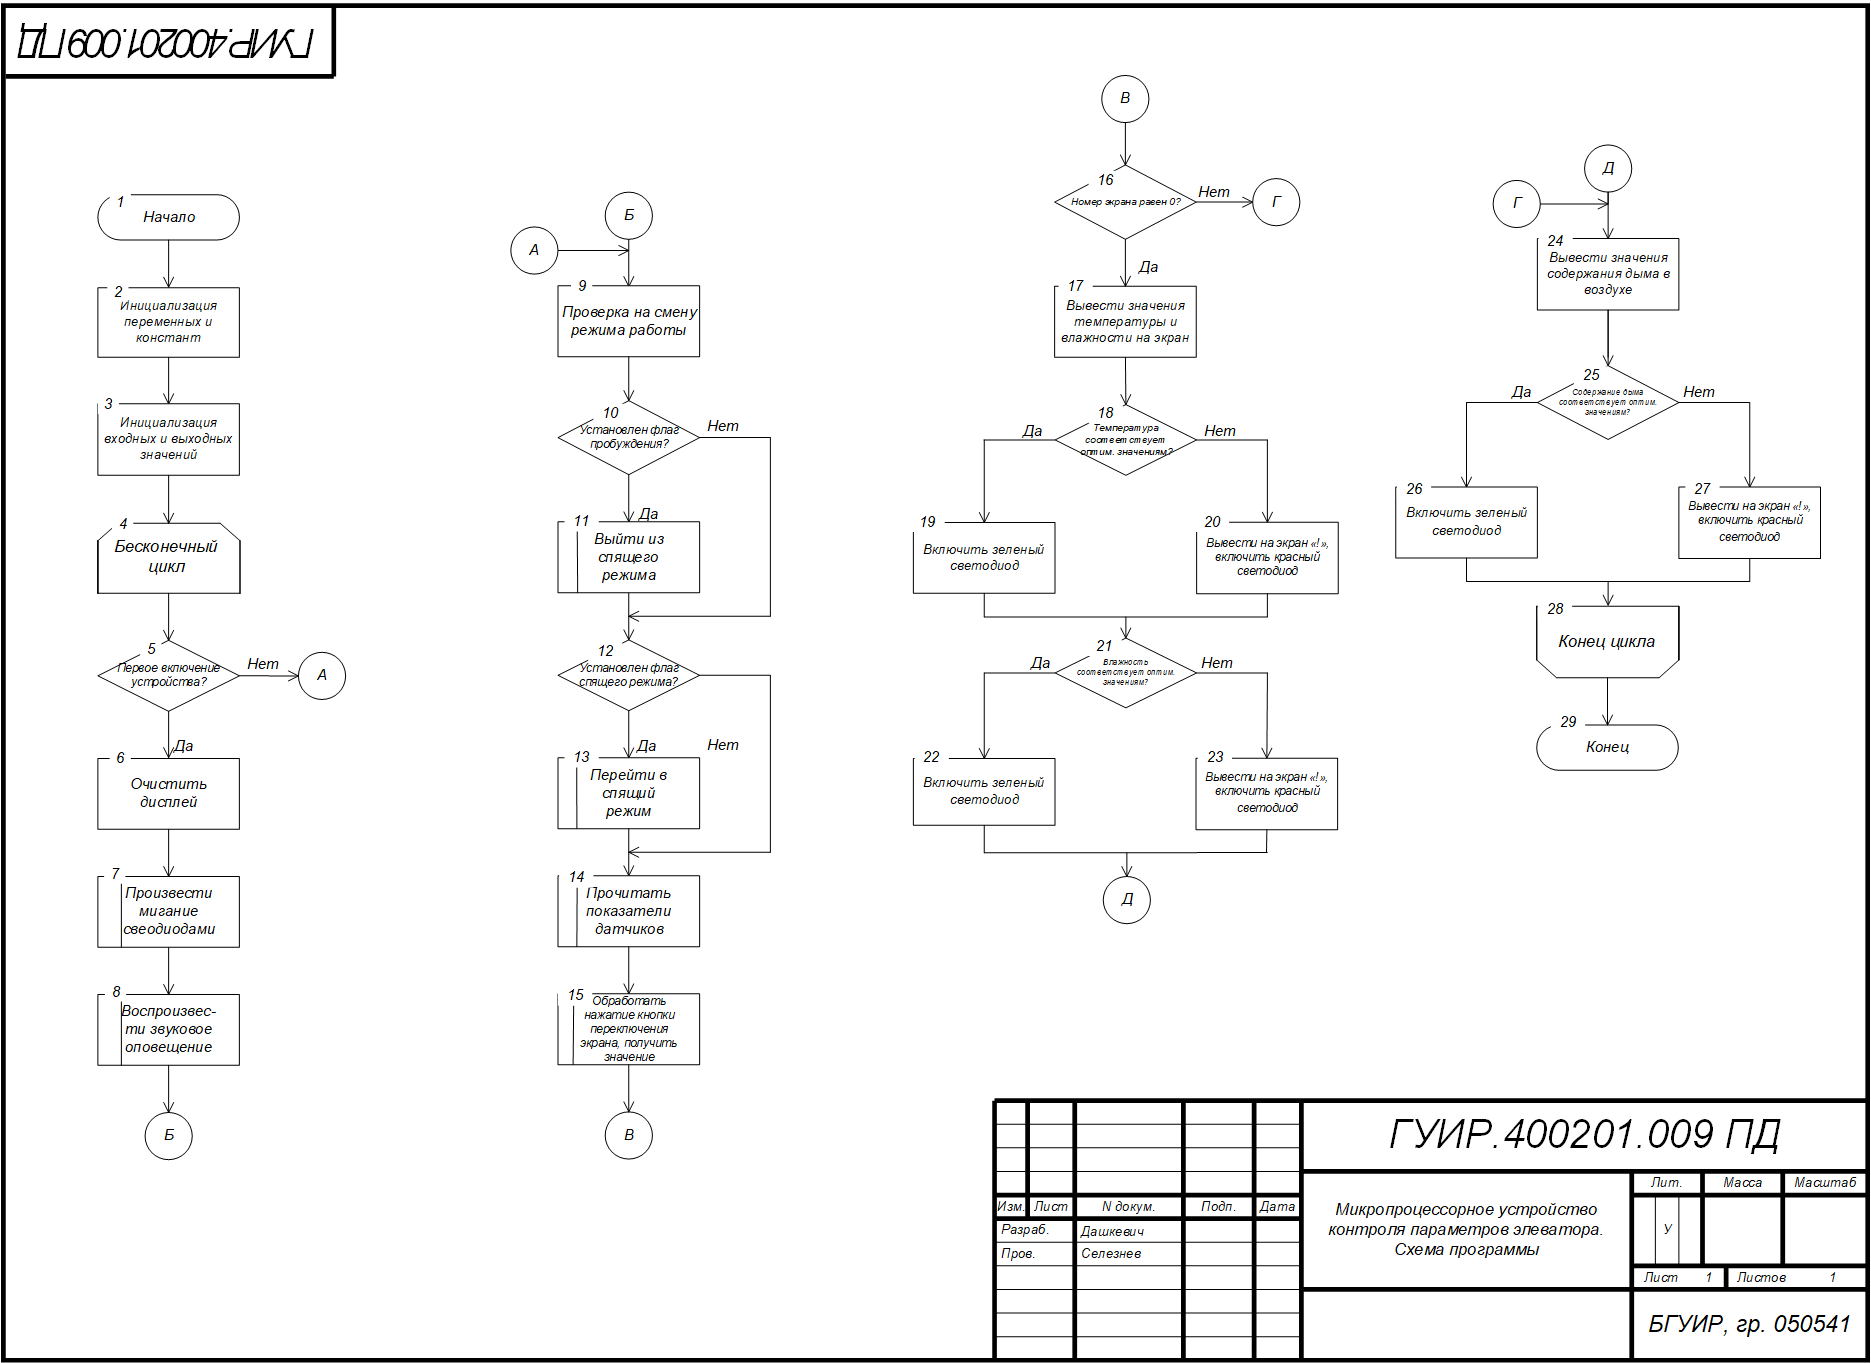 ГУИР.400201.009 ПД
1
Начало
2
Инициализация
переменных и
констант
3
Инициализация
входных и выходных
значений
4
Бесконечный
цикл
5
Первое включение
устройства?
Нет
А
Да
6
Очистить
дисплей
7
Произвести
мигание
сведиодами
8
Воспроизвес-
ти звуковое
оповещение
Б
Б
А
9
Проверка на смену
режима работы
10
Установлен флаг
пробуждения?
Нет
Да
11
Выйти из
спящего
режима
12
Установлен флаг
спящего режима?
Да
Нет
13
Перейти в
спящий
режим
14
Прочитать
показатели
датчиков
15
Обработать
нажатие кнопки
переключения
экрана, получить
значение
В
В
16
Номер экрана равен 0?
Нет
Г
Да
17
Вывести значения
температуры и
влажности на экран
18
Температура
соответствует
оптим. значениям?
Да
Нет
19
Включить зеленый
светодиод
20
Вывести на экран «!»,
включить красный
светодиод
21
Влажность
соответствует оптим.
значениям?
Да
Нет
22
Включить зеленый
светодиод
23
Вывести на экран «!»,
включить красный
светодиод
Д
Д
Г
24
Вывести значения
содержания дыма в
воздухе
25
Содержание дыма
соответствует оптим.
значениям?
Да
Нет
26
Включить зеленый
светодиод
27
Вывести на экран «!»,
включить красный
светодиод
28
Конец цикла
29
Конец
ГУИР.400201.009 ПД
Изм. Лист N докум. Подп. Дата
Разраб. Дашкевич
Пров. Селезнев
Микропроцессорное устройство
контроля параметров элеватора.
Схема программы
Лит. Масса Масштаб
У
Лист 1 Листов 1
БГУИР, гр. 050541